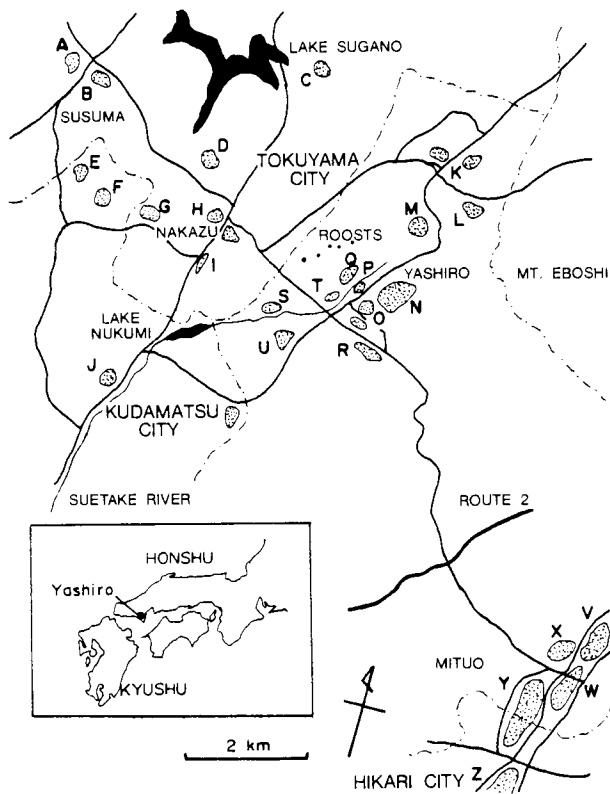 A
LAKE SUGANO
C
B
SUSUMA
D
TOKUYAMA
CITY
E
F
K
G
H
M
L
NAKAZU
ROOSTS
Q
P
I
T
YASHIRO
MT. EBOSHI
S
N
LAKE
NUKUMI
O
U
R
J
KUDAMATSU
CITY
SUETAKE RIVER
ROUTE 2
HONSHU
Yashiro
KYUSHU
V
X
MITUO
Y
W
2 km
Z
HIKARI CITY